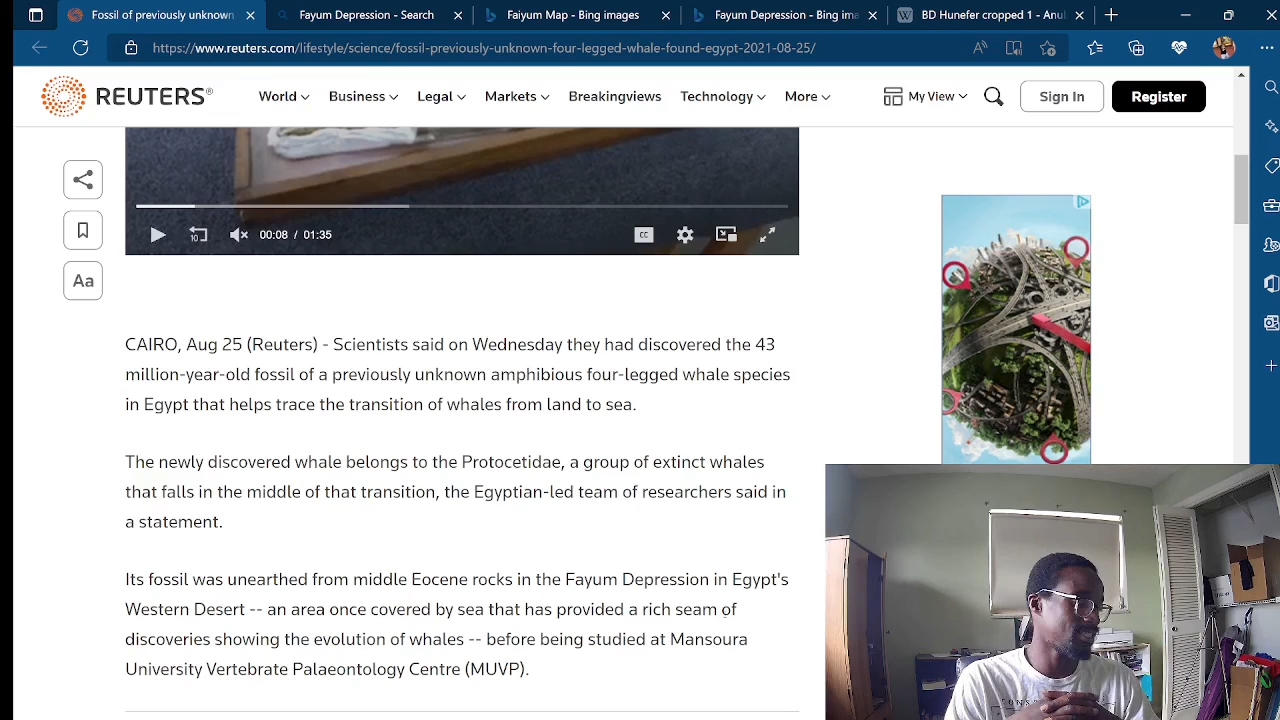 Fossil of previously unknown
Fayum Depression - Search
Faiyum Map - Bing images
Fayum Depression - Bing ima
BD Hunefer cropped 1 - Anu
https://www.reuters.com/lifestyle/science/fossil-previously-unknown-four-legged-whale-found-egypt-2021-08-25/
REUTERS®
World
Business
Legal
Markets
Breakingviews
Technology
More
My View
Sign In
Register
10
00:08 / 01:35
CC
Aa
CAIRO, Aug 25 (Reuters) - Scientists said on Wednesday they had discovered the 43
million-year-old fossil of a previously unknown amphibious four-legged whale species
in Egypt that helps trace the transition of whales from land to sea.
The newly discovered whale belongs to the Protocetidae, a group of extinct whales
that falls in the middle of that transition, the Egyptian-led team of researchers said in
a statement.
Its fossil was unearthed from middle Eocene rocks in the Fayum Depression in Egypt's
Western Desert -- an area once covered by sea that has provided a rich seam of
discoveries showing the evolution of whales -- before being studied at Mansoura
University Vertebrate Palaeontology Centre (MUVP).